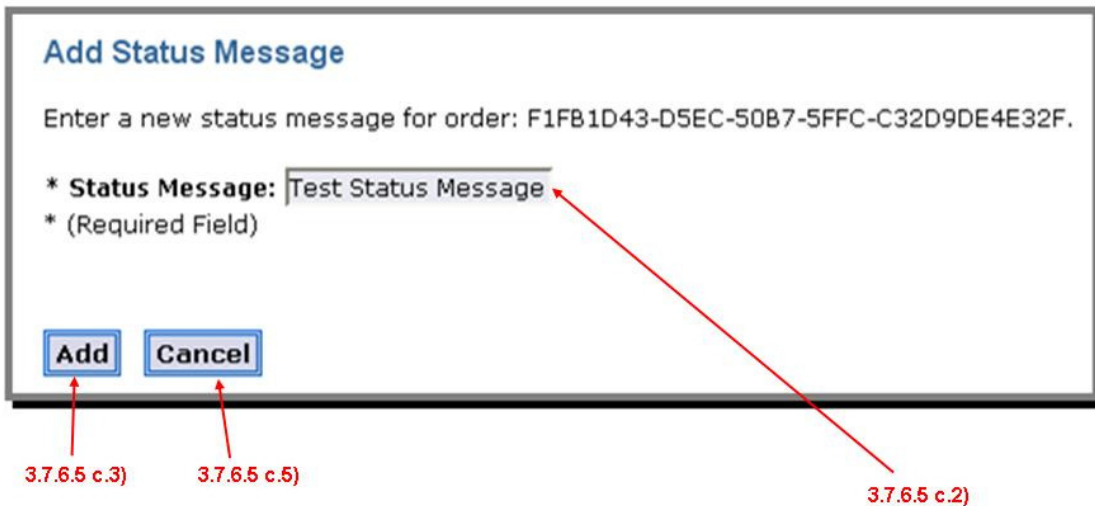 Add Status Message
Enter a new status message for order: F1FB1D43-D5EC-50B7-5FFC-C32D9DE4E32F.
* Status Message: Test Status Message
* (Required Field)
Add Cancel
3.7.6.5 c.3) 3.7.6.5 c.5)
3.7.6.5 c.2)